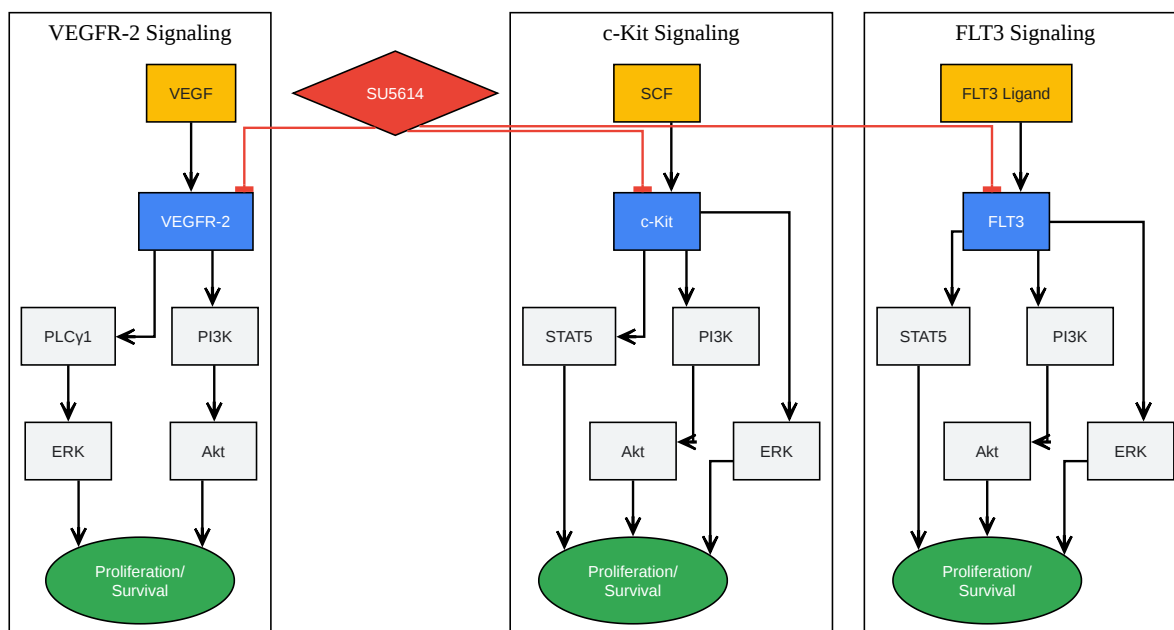 VEGFR-2 Signaling
c-Kit Signaling
FLT3 Signaling
VEGF
SU5614
SCF
FLT3 Ligand
VEGFR-2
c-Kit
FLT3
PLCγ1
PI3K
STAT5
PI3K
STAT5
PI3K
ERK
Akt
Akt
ERK
Akt
ERK
Proliferation/
Survival
Proliferation/
Survival
Proliferation/
Survival